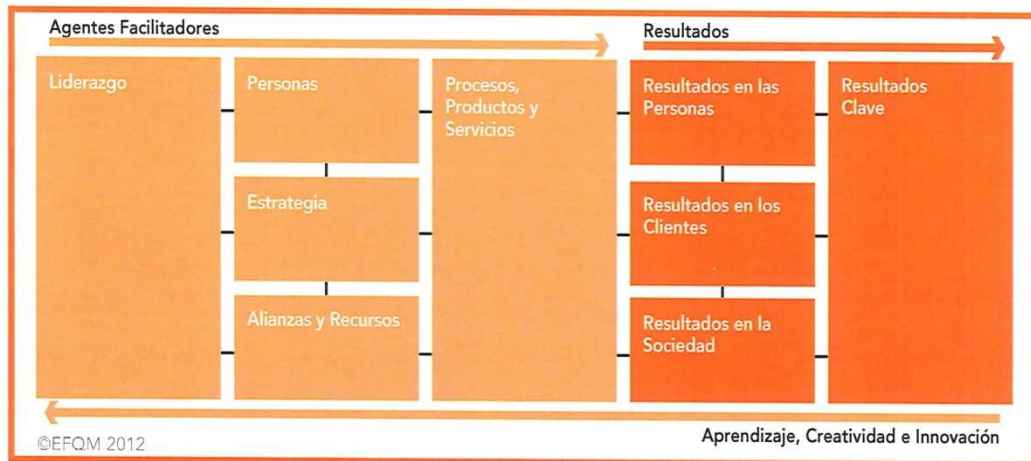 Agentes Facilitadores
Resultados
Liderazgo
Personas
Procesos,
Productos y
Servicios
Resultados en las
Personas
Resultados
Clave
Estrategia
Resultados en los
Clientes
Alianzas y Recursos
Resultados en la
Sociedad
Aprendizaje, Creatividad e Innovación
©EFQM 2012